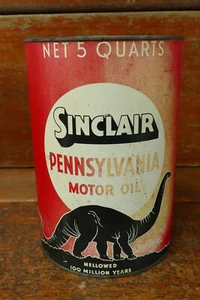 NET 5 QUARTS
SINCLAIR
PENNSYLVANIA
MOTOR OIL
MELLOWED
100 MILLION YEARS